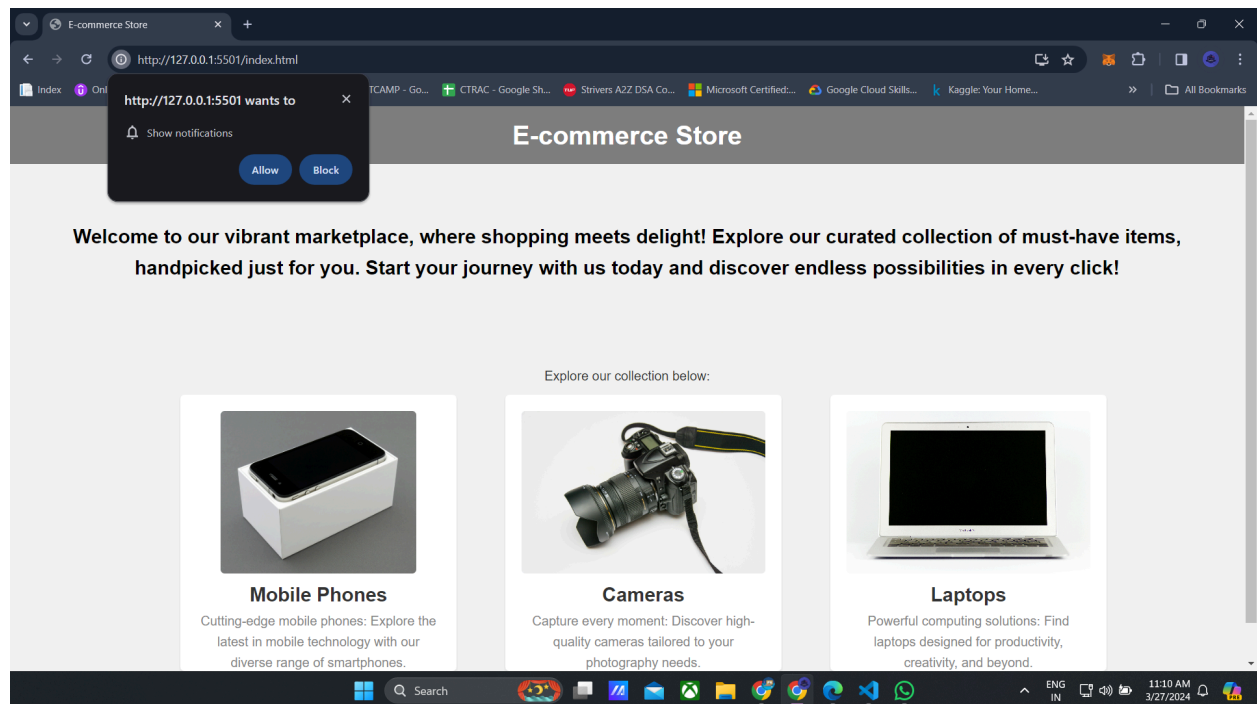 E-commerce Store
http://127.0.0.1:5501/index.html
Index
TCAMP - Go...
CTRAC - Google Sh...
Strivers A2Z DSA Co...
Microsoft Certified:...
Google Cloud Skills...
Kaggle: Your Home...
»
All Bookmarks
http://127.0.0.1:5501 wants to
Show notifications
Allow
Block
E-commerce Store
Welcome to our vibrant marketplace, where shopping meets delight! Explore our curated collection of must-have items,
handpicked just for you. Start your journey with us today and discover endless possibilities in every click!
Explore our collection below:
Mobile Phones
Cutting-edge mobile phones: Explore the
latest in mobile technology with our
diverse range of smartphones.
Cameras
Capture every moment: Discover high-
quality cameras tailored to your
photography needs.
Laptops
Powerful computing solutions: Find
laptops designed for productivity,
creativity, and beyond.
Search
ENG
IN
11:10 AM
3/27/2024